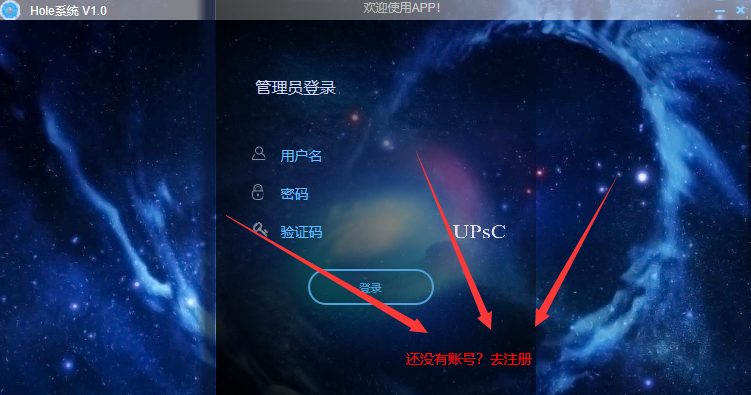 Hole系统 V1.0
欢迎使用APP!
管理员登录
用户名
密码
验证码
UPsC
登录
还没有账号？去注册